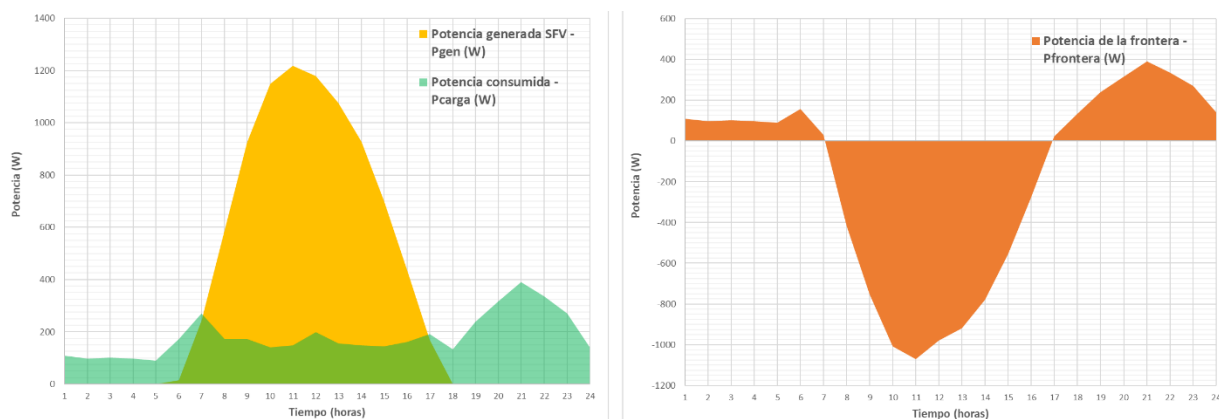 1400
1200
1000
800
600
400
200
0
Potencia (W)
Potencia generada SFV -
Pgen (W)
Potencia consumida -
Pcarga (W)
1 2 3 4 5 6 7 8 9 10 11 12 13 14 15 16 17 18 19 20 21 22 23 24
Tiempo (horas)
600
400
200
0
-200
-400
-600
-800
-1000
-1200
Potencia (W)
Potencia de la frontera -
Pfrontera (W)
1 2 3 4 5 6 7 8 9 10 11 12 13 14 15 16 17 18 19 20 21 22 23 24
Tiempo (horas)